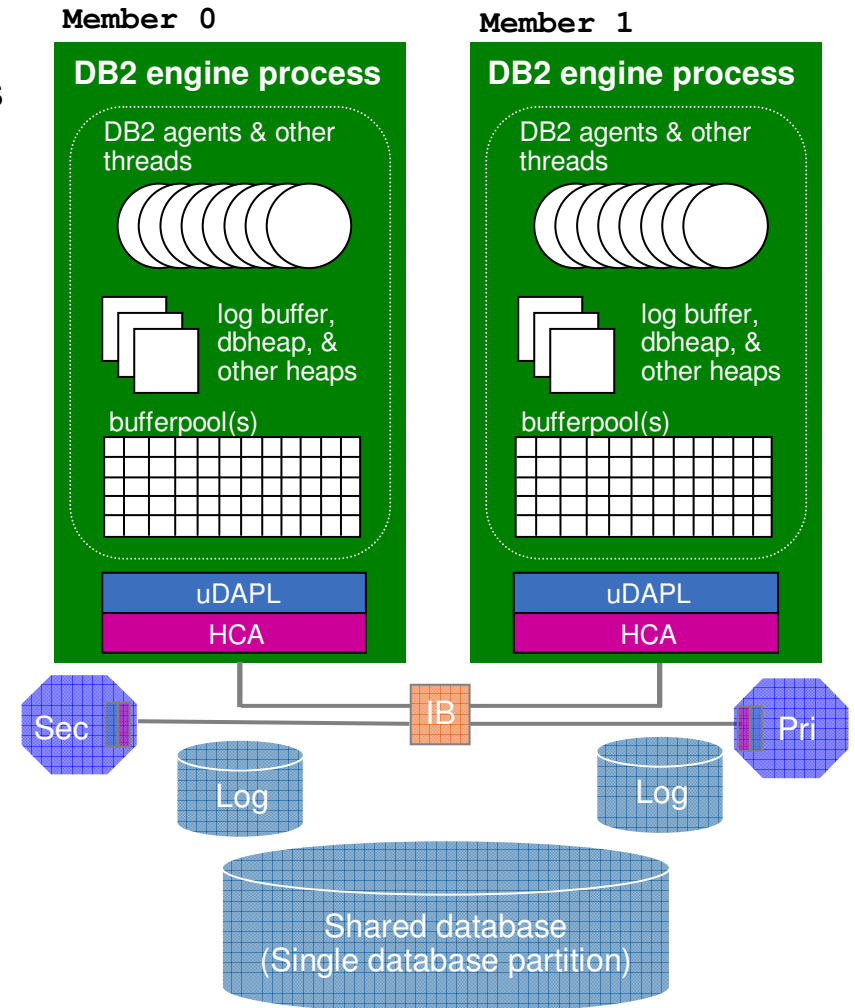 Member 0
DB2 engine process
DB2 agents & other
threads
log buffer,
dbheap, &
other heaps
bufferpool(s)
uDAPL
HCA
Member 1
DB2 engine process
DB2 agents & other
threads
log buffer,
dbheap, &
other heaps
bufferpool(s)
uDAPL
HCA
s
Sec
IB
Pri
Log
Log
Shared database
(Single database partition)